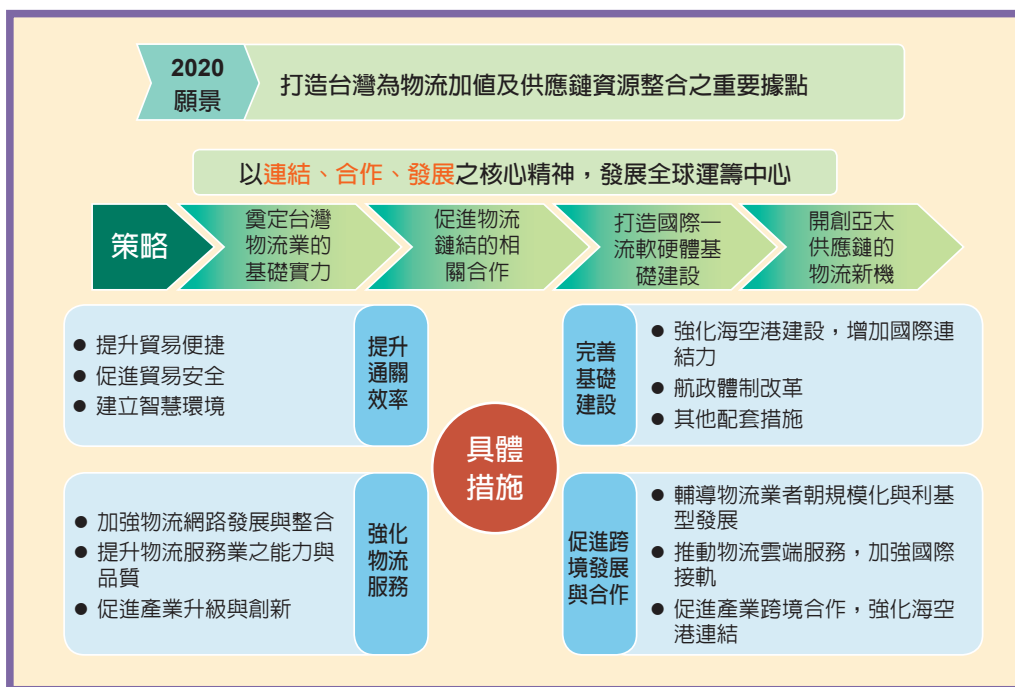 2020
願景
打造台灣為物流加值及供應鏈資源整合之重要據點
以連結、合作、發展之核心精神，發展全球運籌中心
策略
奠定台灣
物流業的
基礎實力
促進物流
鏈結的相
關合作
打造國際一
流軟硬體基
礎建設
開創亞太
供應鏈的
物流新機
● 提升貿易便捷
● 促進貿易安全
● 建立智慧環境
提升
通關
效率
完善
基礎
建設
● 強化海空港建設，增加國際連
結力
● 航政體制改革
● 其他配套措施
具體
措施
● 加強物流網路發展與整合
● 提升物流服務業之能力與
品質
● 促進產業升級與創新
強化
物流
服務
促進跨
境發展
與合作
● 輔導物流業者朝規模化與利基
型發展
● 推動物流雲端服務，加強國際
接軌
● 促進產業跨境合作，強化海空
港連結